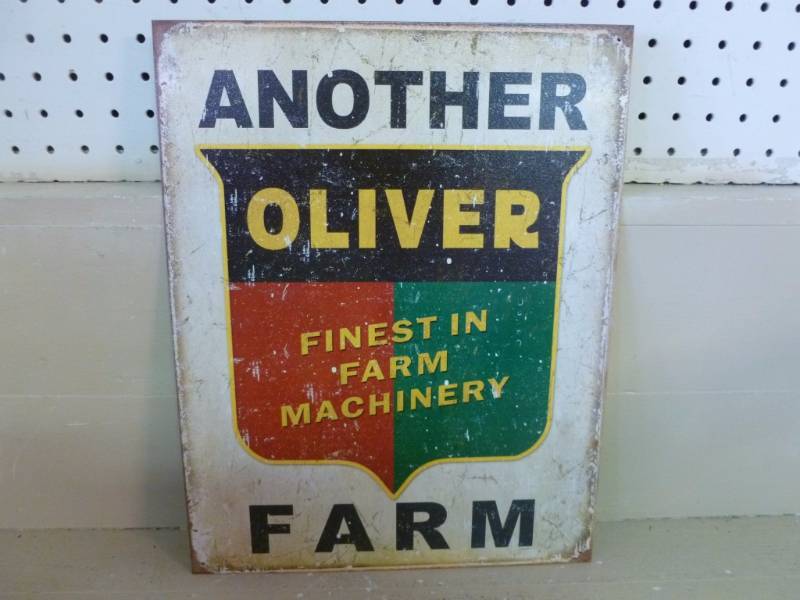 ANOTHER
OLIVER
FINEST IN
FARM
MACHINERY
FARM